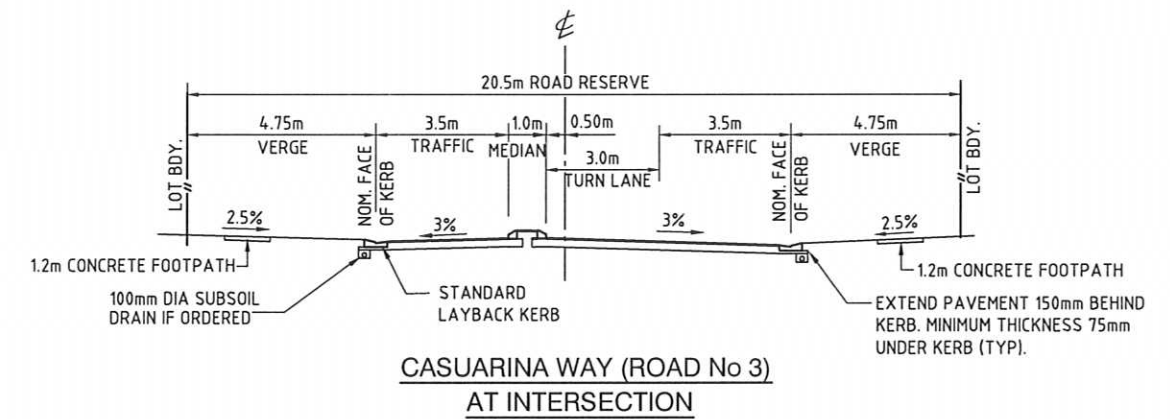 ℄
20.5m ROAD RESERVE
4.75m
VERGE
3.5m
TRAFFIC
1.0m
MEDIAN
0.50m
3.0m
TURN LANE
3.5m
TRAFFIC
4.75m
VERGE
LOT BDY.
NOM. FACE
OF KERB
NOM. FACE
OF KERB
LOT BDY.
2.5%
3%
3%
2.5%
1.2m CONCRETE FOOTPATH
100mm DIA SUBSOIL
DRAIN IF ORDERED
STANDARD
LAYBACK KERB
1.2m CONCRETE FOOTPATH
EXTEND PAVEMENT 150mm BEHIND
KERB. MINIMUM THICKNESS 75mm
UNDER KERB (TYP).
CASUARINA WAY (ROAD No 3)
AT INTERSECTION